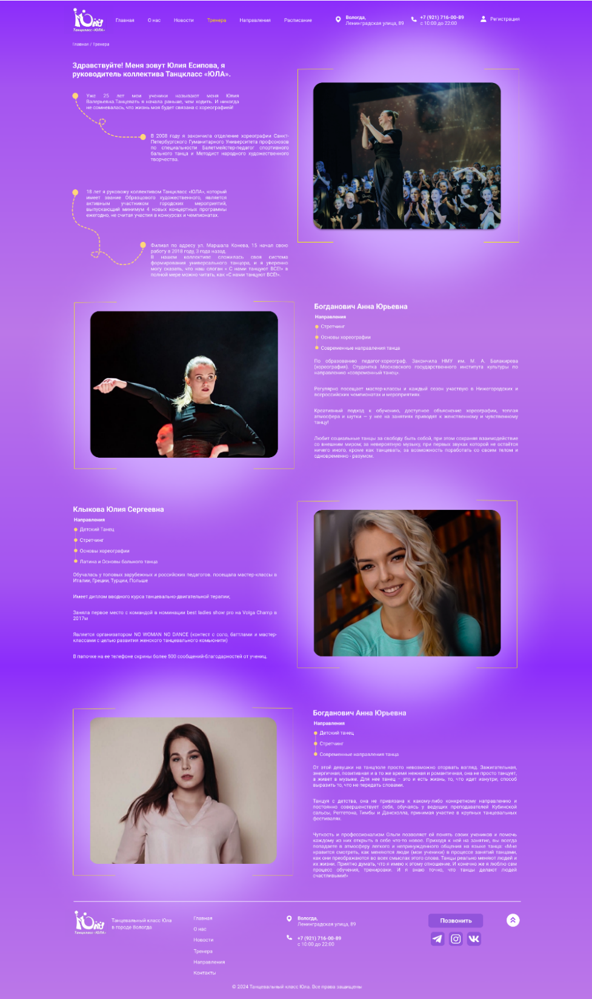 ЮЛА
Танцкласс «ЮЛА»
Главная
О нас
Новости
Тренера
Направления
Расписание
Вологда,
Ленинградская улица, 89
+7 (921) 716-00-89
с 10:00 до 22:00
Регистрация
Главная / Тренера
Здравствуйте! Меня зовут Юлия Есипова, я
руководитель коллектива Танцкласс «ЮЛА».
Уже 25 лет мои ученики называют меня Юлия
Валерьевна.Танцевать я начала раньше, чем ходить. И никогда
не сомневалась, что жизнь моя будет связана с хореографией!
В 2008 году я закончила отделение хореографии Санкт-
Петербургского Гуманитарного Университета профсоюзов
по специальности Балетмейстер-педагог спортивного
бального танца и Методист народного художественного
творчества.
18 лет я руковожу коллективом Танцкласс «ЮЛА», который
имеет звание Образцового художественного, является
активным участником городских мероприятий,
выпускающий минимум 4 новых концертных программы
ежегодно, не считая участия в конкурсах и чемпионатах.
Филиал по адресу ул. Маршала Конева, 15 начал свою
работу в 2018 году, 3 года назад.
В нашем коллективе сложилась своя система
формирования универсального танцора, и я уверенно
могу сказать, что наш слоган « С нами танцуют ВСЕ!» в
полной мере можно читать, как «С нами танцуют ВСЁ!».
Богданович Анна Юрьевна
Направления
Стретчинг
Основы хореографии
Современные направления танца
По образованию педагог-хореограф. Закончила НМУ им. М. А. Балакирева
(хореография). Студентка Московского государственного института культуры по
направлению «современный танец».
Регулярно посещает мастер-классы и каждый сезон участвую в Нижегородских и
всероссийских чемпионатах и мероприятиях.
Креативный подход к обучению, доступное объяснение хореографии, теплая
атмосфера и шутки — у нее на занятиях приводят к женственному и чувственному
танцу!
Любит социальные танцы за свободу быть собой, при этом сохраняя взаимодействие
со внешним миром; за невероятную музыку, при первых звуках которой не остаётся
ничего иного, кроме как танцевать; за возможность поработать со своим телом и
одновременно - разумом.
Клыкова Юлия Сергеевна
Направления
Детский Танец
Стретчинг
Основы хореографии
Латина и Основы бального танца
Обучалась у топовых зарубежных и российских педагогов. посещала мастер-классы в
Италии, Греции, Турции, Польше
Имеет диплом вводного курса танцевально-двигательной терапии;
Заняла первое место с командой в номинации best ladies show pro на Volga Champ в
2017м
Является организатором NO WOMAN NO DANCE (контест с соло, баттлами и мастер-
классами с целью развития женского танцевального комьюнити)
В папочке на ее телефоне скрины более 500 сообщений-благодарностей от учениц.
Богданович Анна Юрьевна
Направления
Детский танец
Стретчинг
Современные направления танца
От этой девушки на танцполе просто невозможно оторвать взгляд. Зажигательная,
энергичная, позитивная и в то же время нежная и романтичная, она не просто танцует,
а живет в музыке. Для нее танец – это и есть жизнь, то, что идет изнутри, способ
выразить то, что не передать словами.
Танцуя с детства, она не привязана к какому-либо конкретному направлению и
постоянно совершенствует себя, обучаясь у ведущих преподавателей Кубинской
сальсы, Реггетона, Тимбы и Дансхолла, принимая участие в крупных танцевальных
фестивалях.
Чуткость и профессионализм Ольги позволяет ей понять своих учеников и помочь
каждому из них открыть в себе что-то новое. Приходя к ней на занятие, вы всегда
попадаете в атмосферу легкого и непринужденного общения на языке танца: «Мне
нравится смотреть, как меняются люди (мои ученики) в процессе занятий танцами,
как они преображаются во всех смыслах этого слова. Танцы реально меняют людей и
их жизни. Приятно думать, что я имею к этому отношение. И конечно же я люблю сам
процесс обучения, тренировки. И я знаю точно, что танцы делают людей
счастливыми!»
ЮЛА
Танцкласс «ЮЛА»
Танцевальный класс Юла
в городе Вологда
Главная
О нас
Новости
Тренера
Направления
Контакты
Вологда,
Ленинградская улица, 89
+7 (921) 716-00-89
с 10:00 до 22:00
Позвонить
© 2024 Танцевальный класс Юла. Все права защищены